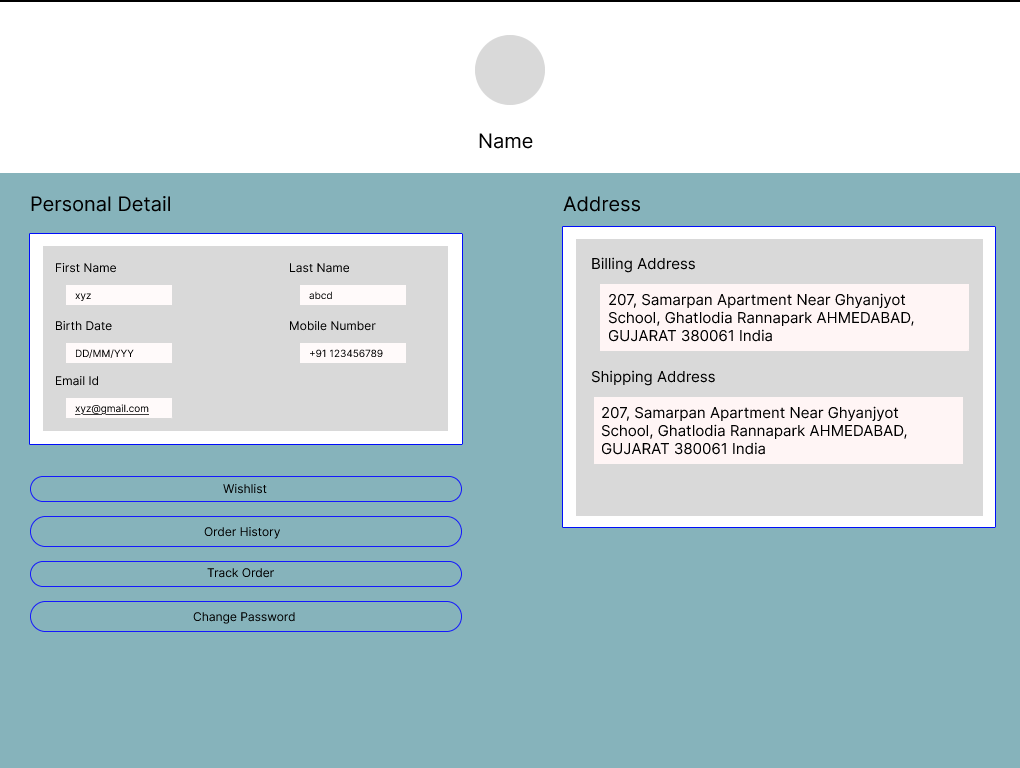 Name
Personal Detail
First Name
Last Name
xyz
abcd
Birth Date
Mobile Number
DD/MM/YYY
+91 123456789
Email Id
xyz@gmail.com
Wishlist
Order History
Track Order
Change Password
Address
Billing Address
207, Samarpan Apartment Near Ghyanjyot
School, Ghatlodia Rannapark AHMEDABAD,
GUJARAT 380061 India
Shipping Address
207, Samarpan Apartment Near Ghyanjyot
School, Ghatlodia Rannapark AHMEDABAD,
GUJARAT 380061 India